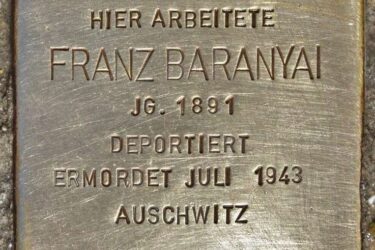 HIER ARBEITETE
FRANZ BARANYAI
JG. 1891
DEPORTIERT
ERMORDET JULI 1943
AUSCHWITZ